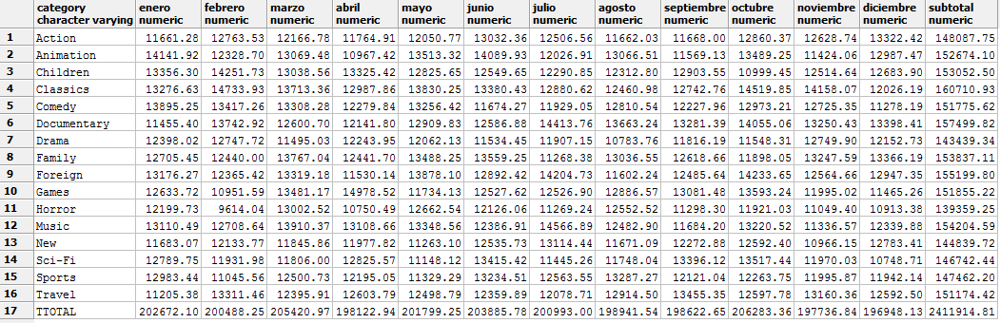 category enero febrero marzo abril mayo junio julio agosto septiembre octubre noviembre diciembre subtotal
character varying numeric numeric numeric numeric numeric numeric numeric numeric numeric numeric numeric numeric numeric
1 Action 11661.28 12763.53 12166.78 11764.91 12050.77 13032.36 12506.56 11662.03 11668.00 12860.37 12628.74 13322.42 148087.75
2 Animation 14141.92 12328.70 13069.48 10967.42 13513.32 14089.93 12026.91 13066.51 11569.13 13489.25 11424.06 12987.47 152674.10
3 Children 13356.30 14251.73 13038.56 13325.42 12825.65 12549.65 12290.85 12312.80 12903.55 10999.45 12514.64 12683.90 153052.50
4 Classics 13276.63 14733.93 13713.36 12987.86 13830.25 13380.43 12880.62 12460.98 12742.76 14519.85 14158.07 12026.19 160710.93
5 Comedy 13895.25 13417.26 13308.28 12279.84 13256.42 11674.27 11929.05 12810.54 12227.96 12973.21 12725.35 11278.19 151775.62
6 Documentary 11455.40 13742.92 12600.70 12141.80 12909.83 12586.88 14413.76 13663.24 13281.39 14055.06 13250.43 13398.41 157499.82
7 Drama 12398.02 12747.72 11495.03 12243.95 12062.13 11534.45 11907.15 10783.76 11816.19 11548.31 12749.90 12152.73 143439.34
8 Family 12705.45 12440.00 13767.04 12441.70 13488.25 13559.25 11268.38 13036.55 12618.66 11898.05 13247.59 13366.19 153837.11
9 Foreign 13176.27 12365.42 13319.18 11530.14 13878.10 12892.42 14204.73 11602.24 12485.64 14233.65 12564.66 12947.35 155199.80
10 Games 12633.72 10951.59 13481.17 14978.52 11734.13 12527.62 12526.90 12886.57 13081.48 13593.24 11995.02 11465.26 151855.22
11 Horror 12199.73 9614.04 13002.52 10750.49 12662.54 12126.06 11269.24 12552.52 11298.30 11921.03 11049.40 10913.38 139359.25
12 Music 13110.49 12708.64 13910.37 13108.66 13348.56 12386.91 14566.89 12482.90 11684.20 13220.52 11336.57 12339.88 154204.59
13 New 11683.07 12133.77 11845.86 11977.82 11263.10 12535.73 13114.44 11671.09 12272.88 12592.40 10966.15 12783.41 144839.72
14 Sci-Fi 12789.75 11931.98 11806.00 12825.57 11148.12 13415.42 11445.26 11748.04 13396.12 13517.44 11970.03 10748.71 146742.44
15 Sports 12983.44 11045.56 12500.73 12195.05 11329.29 13234.51 12563.55 13287.27 12121.04 12263.75 11995.87 11942.14 147462.20
16 Travel 11205.38 13311.46 12395.91 12603.79 12498.79 12359.89 12078.71 12914.50 13455.35 12597.78 13160.36 12592.50 151174.42
17 TTOTAL 202672.10 200488.25 205420.97 198122.94 201799.25 203885.78 200993.00 198941.54 198622.65 206283.36 197736.84 196948.13 2411914.81